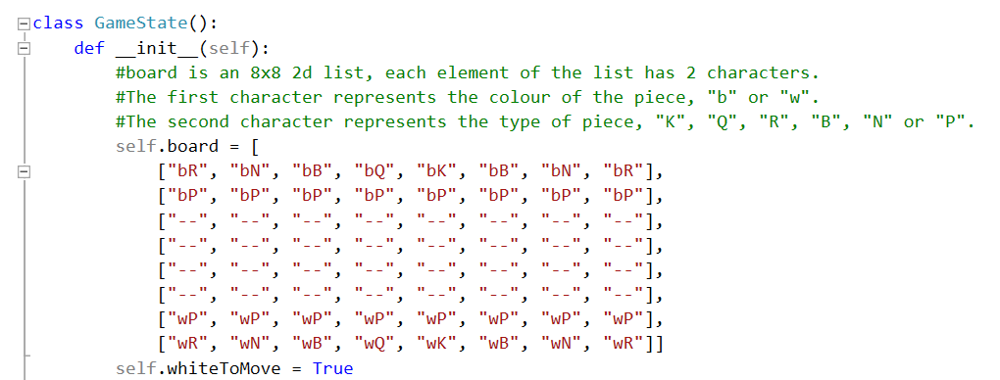 class GameState():
def __init__(self):
#board is an 8x8 2d list, each element of the list has 2 characters.
#The first character represents the colour of the piece, "b" or "w".
#The second character represents the type of piece, "K", "Q", "R", "B", "N" or "P".
self.board = [
["bR", "bN", "bB", "bQ", "bK", "bB", "bN", "bR"],
["bP", "bP", "bP", "bP", "bP", "bP", "bP", "bP"],
["--", "--", "--", "--", "--", "--", "--", "--"],
["--", "--", "--", "--", "--", "--", "--", "--"],
["--", "--", "--", "--", "--", "--", "--", "--"],
["--", "--", "--", "--", "--", "--", "--", "--"],
["wP", "wP", "wP", "wP", "wP", "wP", "wP", "wP"],
["wR", "wN", "wB", "wQ", "wK", "wB", "wN", "wR"]]
self.whiteToMove = True